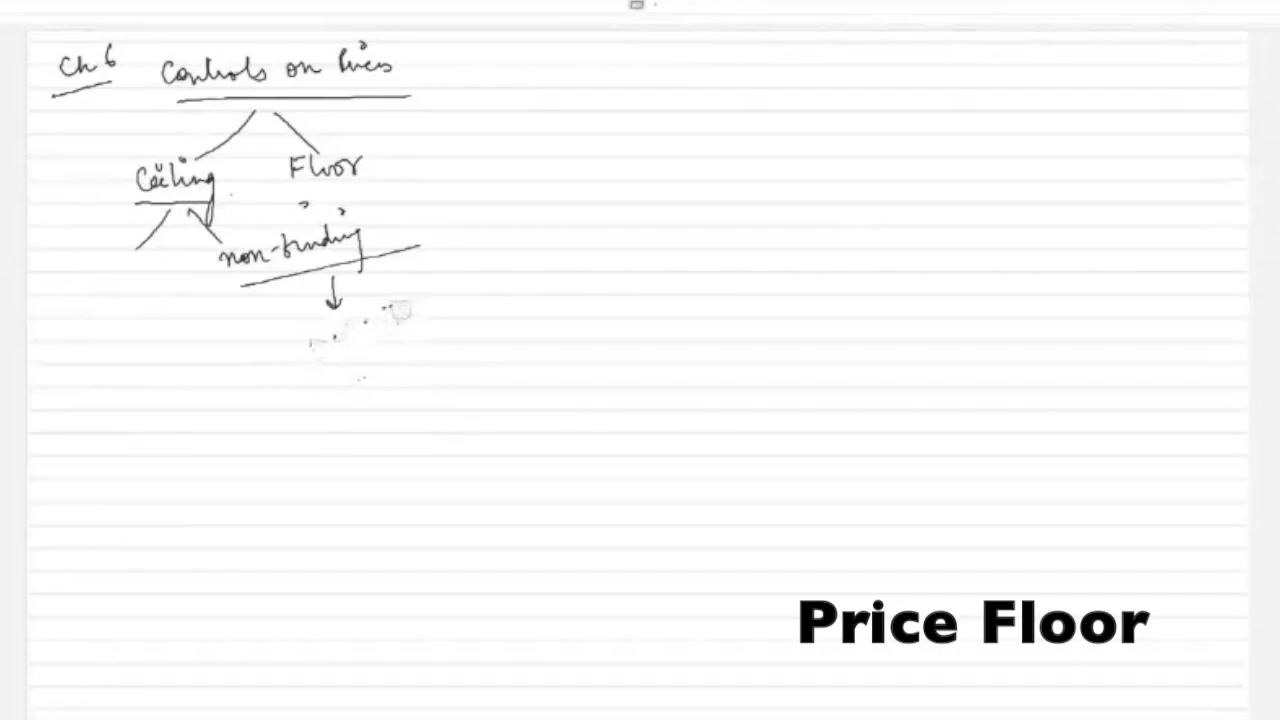 Ch 6 Controls on Prices
Ceiling Floor
non-binding
Price Floor